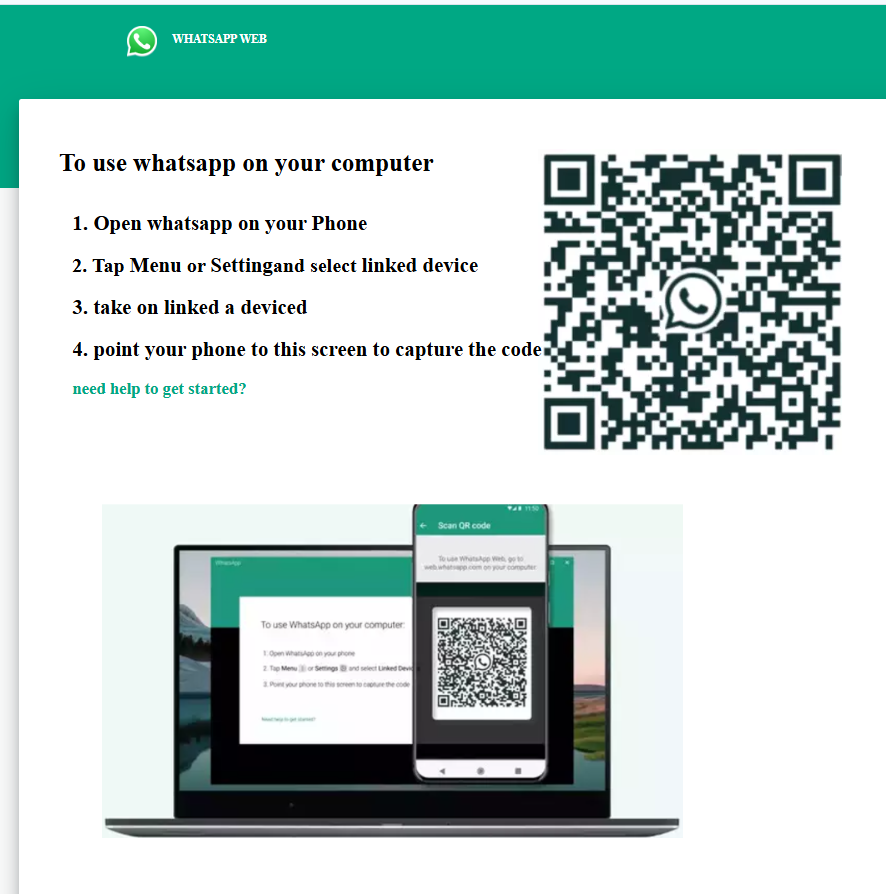 WHATSAPP WEB
To use whatsapp on your computer
1. Open whatsapp on your Phone
2. Tap Menu or Settingand select linked device
3. take on linked a deviced
4. point your phone to this screen to capture the code
need help to get started?
11:50
Scan QR code
To use WhatsApp Web, go to
web.whatsapp.com on your computer
WhatsApp
To use WhatsApp on your computer:
1. Open WhatsApp on your phone
2. Tap Menu or Settings and select Linked
3. Point your phone to this screen to capture the code
Need help to get started?